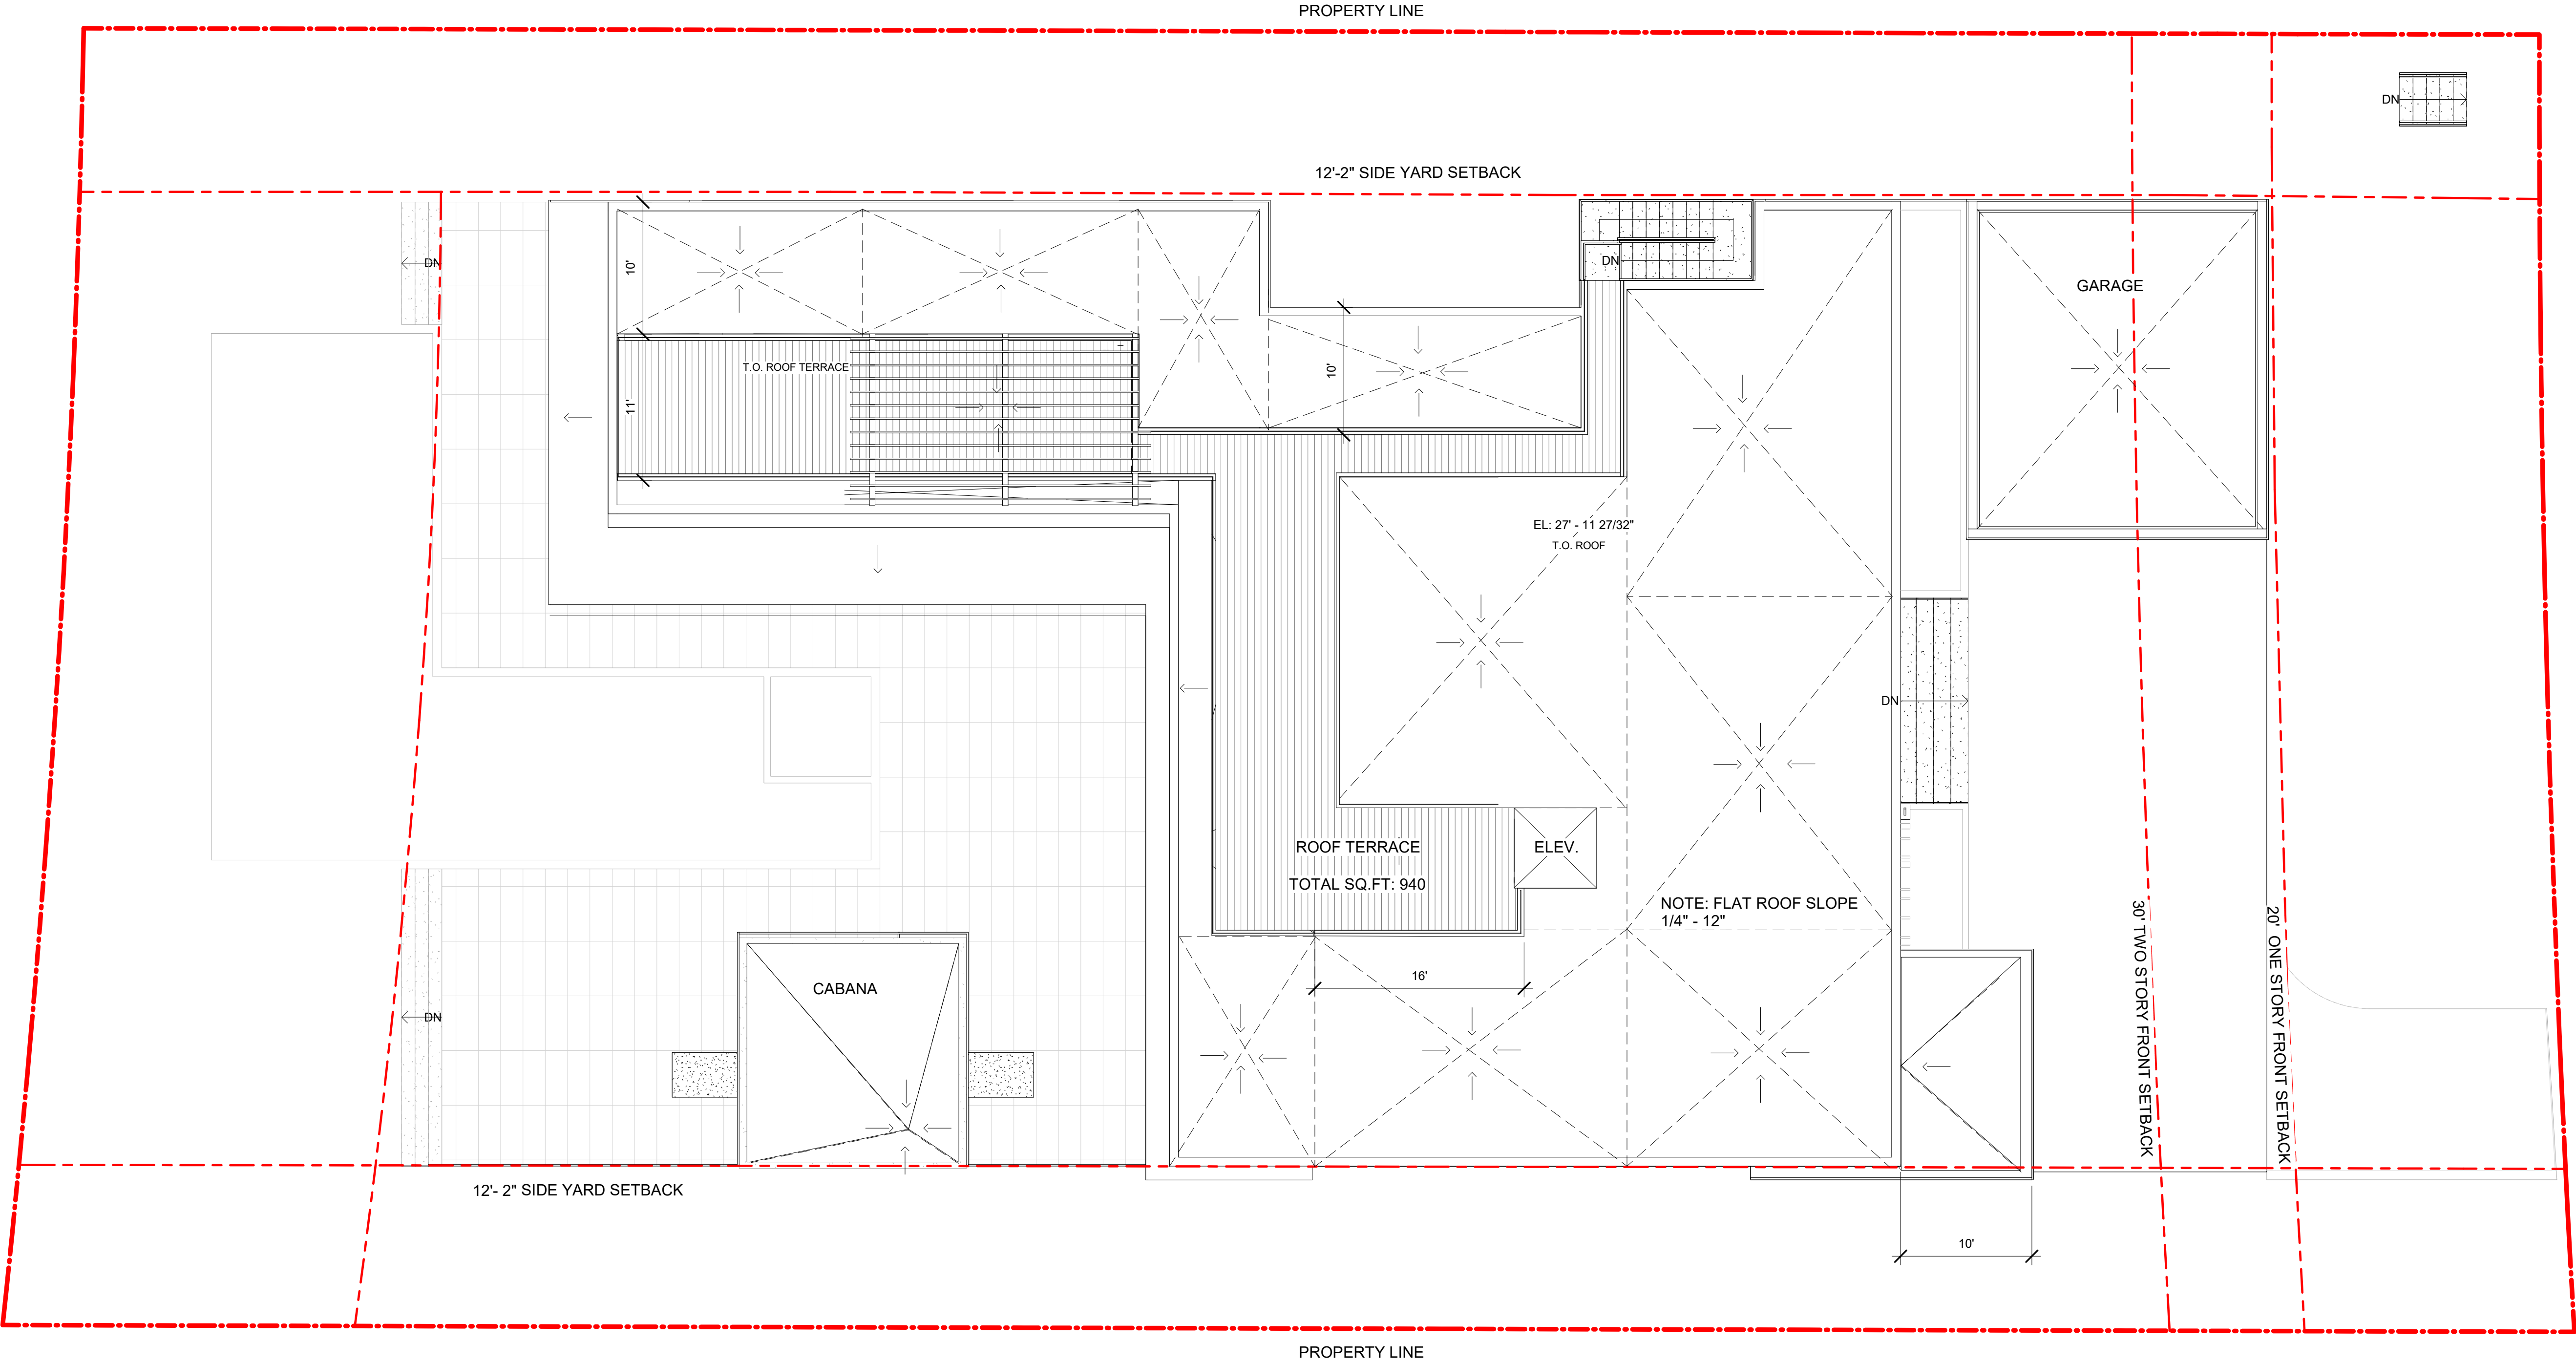 PROPERTY LINE
DN
12'-2" SIDE YARD SETBACK
DN
10'
DN
GARAGE
T.O. ROOF TERRACE
10'
11'
EL: 27' - 11 27/32"
T.O. ROOF
DN
ROOF TERRACE
ELEV.
TOTAL SQ.FT: 940
NOTE: FLAT ROOF SLOPE
1/4" - 12"
30' TWO STORY FRONT SETBACK
20' ONE STORY FRONT SETBACK
16'
CABANA
DN
12'- 2" SIDE YARD SETBACK
10'
PROPERTY LINE